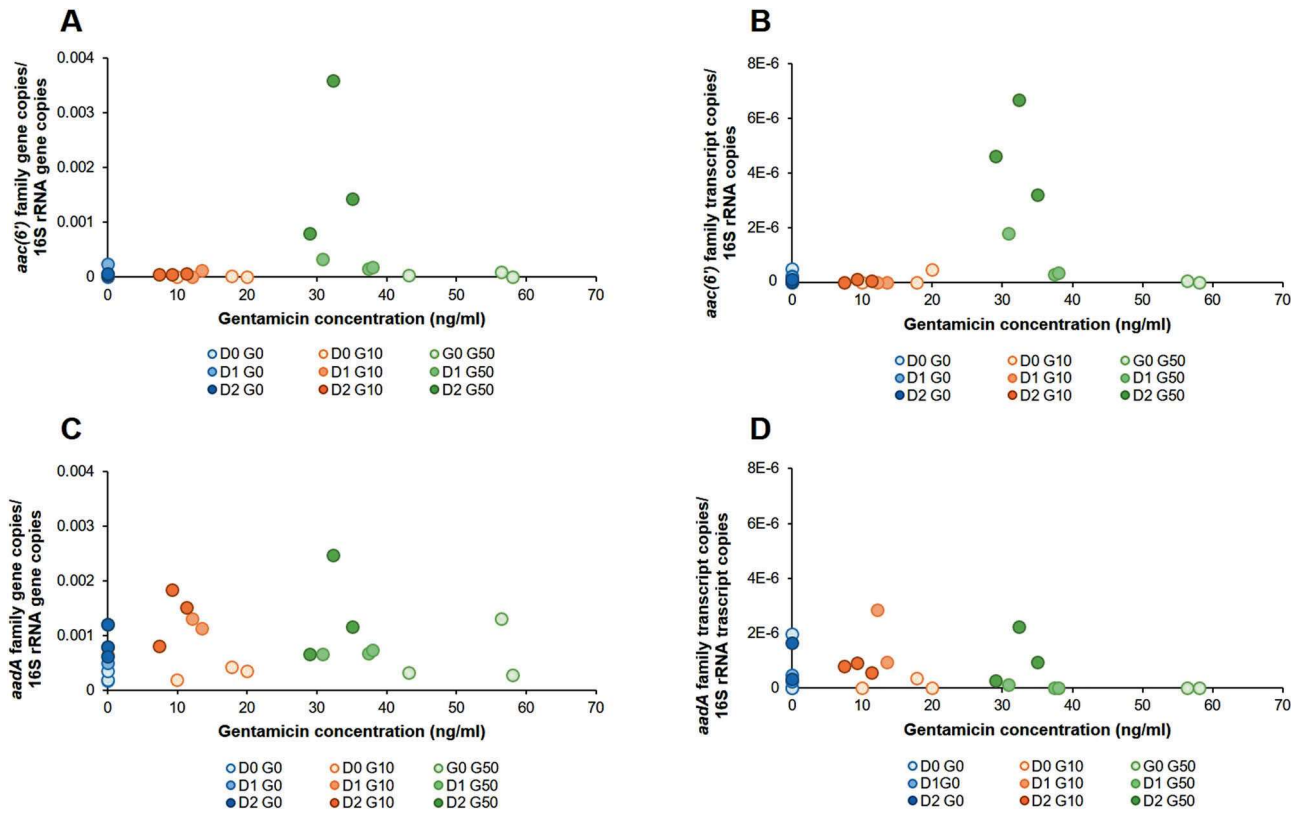 A
aac(6') family gene copies/
16S rRNA gene copies
0.004
0.003
0.002
0.001
0
0 10 20 30 40 50 60 70
Gentamicin concentration (ng/ml)
D0 G0 D0 G10 G0 G50
D1 G0 D1 G10 D1 G50
D2 G0 D2 G10 D2 G50
B
aac(6') family transcript copies/
16S rRNA copies
8E-6
6E-6
4E-6
2E-6
0
0 10 20 30 40 50 60 70
Gentamicin concentration (ng/ml)
D0 G0 D0 G10 G0 G50
D1 G0 D1 G10 D1 G50
D2 G0 D2 G10 D2 G50
C
aadA family gene copies/
16S rRNA gene copies
0.004
0.003
0.002
0.001
0
0 10 20 30 40 50 60 70
Gentamicin concentration (ng/ml)
D0 G0 D0 G10 G0 G50
D1 G0 D1 G10 D1 G50
D2 G0 D2 G10 D2 G50
D
aadA family transcript copies/
16S rRNA trascript copies
8E-6
6E-6
4E-6
2E-6
0
0 10 20 30 40 50 60 70
Gentamicin concentration (ng/ml)
D0 G0 D0 G10 G0 G50
D1G0 D1 G10 D1 G50
D2 G0 D2 G10 D2 G50